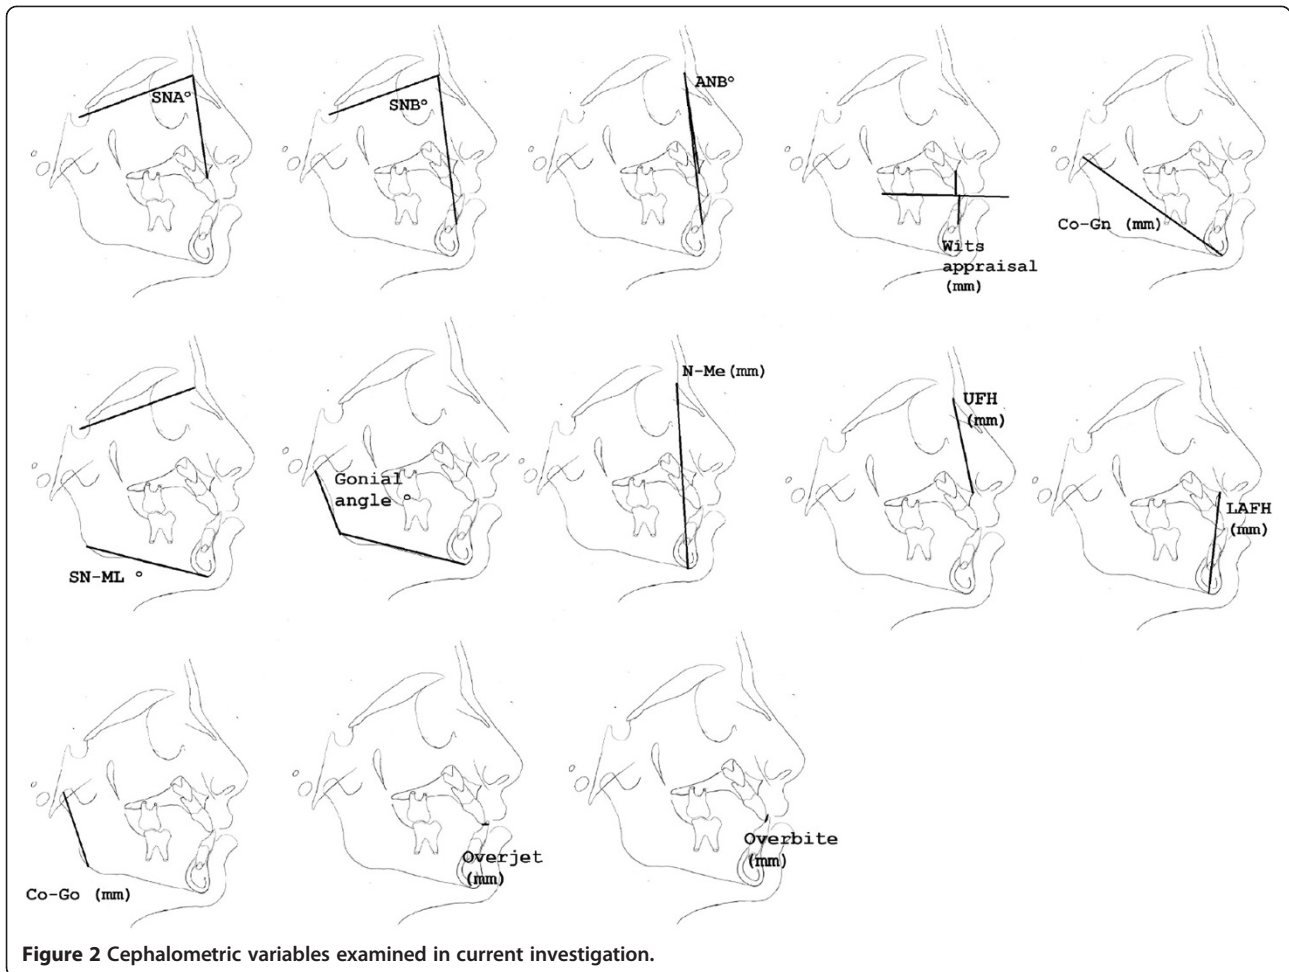 SNA°
SNB°
ANB°
Wits
appraisal
(mm)
Co-Gn (mm)
SN-ML °
Gonial
angle °
N-Me(mm)
UFH
(mm)
LAFH
(mm)
Co-Go (mm)
Overjet
(mm)
Overbite
(mm)
Figure 2 Cephalometric variables examined in current investigation.